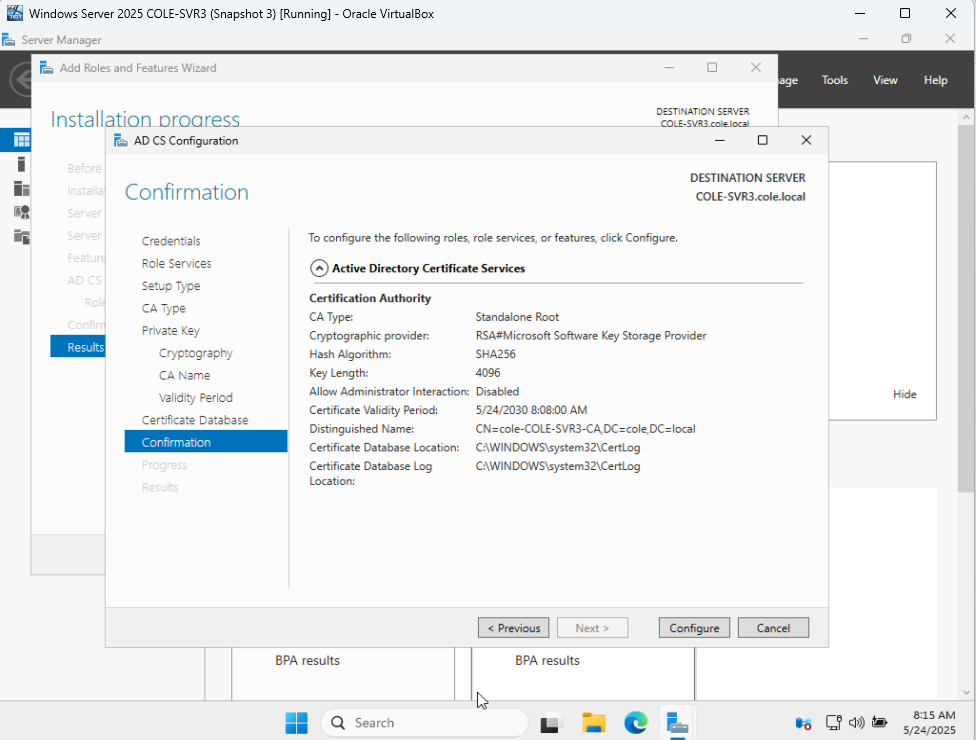 Windows Server 2025 COLE-SVR3 (Snapshot 3) [Running] - Oracle VirtualBox
Server Manager
Add Roles and Features Wizard
Tools View Help
Installation progress
DESTINATION SERVER
COLE-SVR3.cole.local
AD CS Configuration
Confirmation
DESTINATION SERVER
COLE-SVR3.cole.local
Before
Server
Server
AD CS
Results
Credentials
Role Services
Setup Type
CA Type
Private Key
Cryptography
CA Name
Validity Period
Certificate Database
Confirmation
Progress
Results
To configure the following roles, role services, or features, click Configure.
Active Directory Certificate Services
Certification Authority
CA Type: Standalone Root
Cryptographic provider: RSA#Microsoft Software Key Storage Provider
Hash Algorithm: SHA256
Key Length: 4096
Allow Administrator Interaction: Disabled
Certificate Validity Period: 5/24/2030 8:08:00 AM
Distinguished Name: CN=cole-COLE-SVR3-CA,DC=cole,DC=local
Certificate Database Location: C:\WINDOWS\system32\CertLog
Certificate Database Log C:\WINDOWS\system32\CertLog
Location:
Hide
< Previous Next > Configure Cancel
BPA results BPA results
Search
8:15 AM
5/24/2025